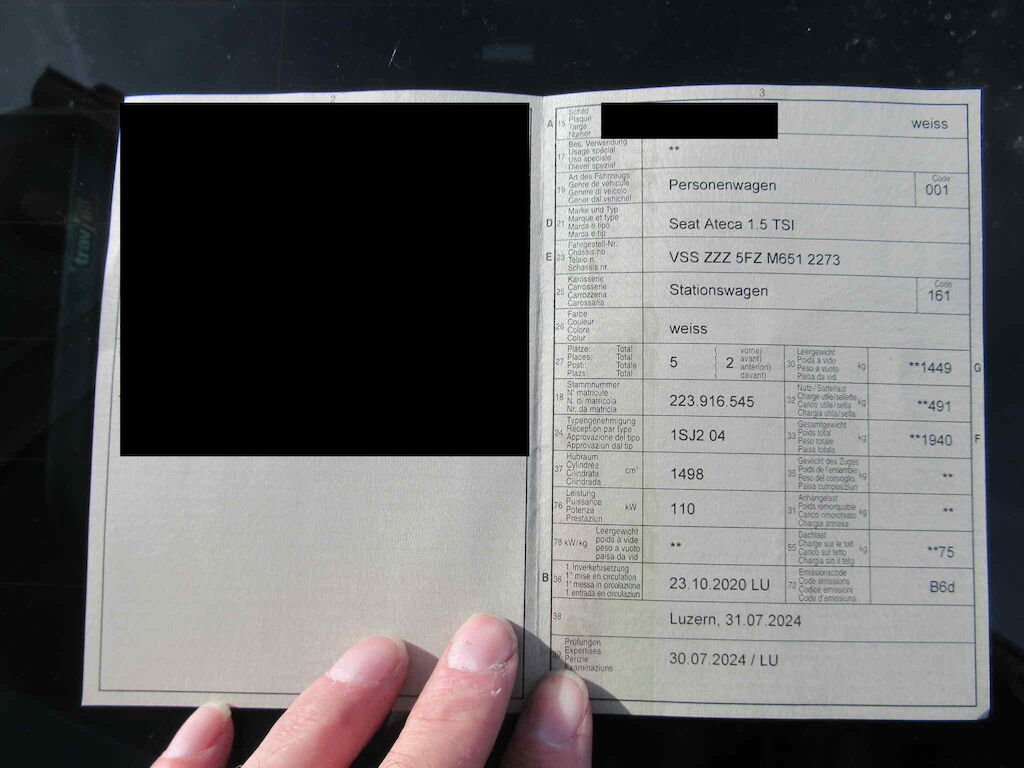 2
3
A 15 Schild
Plaque
Targa
Numer
weiss
17 Bes. Verwendung
Usage spécial
Uso speciale
Diever spezial
**
19 Art des Fahrzeugs
Genre de véhicule
Genere di veicolo
Gener dal vehichel
Personenwagen
Code
001
D 21 Marke und Typ
Marque et type
Marca e tipo
Marca e tip
Seat Ateca 1.5 TSI
E 23 Fahrgestell-Nr.
Châssis no
Telaio n.
Schassis nr.
VSS ZZZ 5FZ M651 2273
25 Karosserie
Carrosserie
Carrozzeria
Carossaria
Stationswagen
Code
161
26 Farbe
Couleur
Colore
Colur
weiss
27 Plätze: Total
Places: Total
Posti: Totale
Plazs: Total
5
( vorne)
( 2 avant)
( anteriori)
( davant)
30 Leergewicht
Poids à vide
Peso a vuoto
Paisa da vid
kg
**1449
G
18 Stammnummer
N° matricule
N. di matricola
Nr. da matricla
223.916.545
32 Nutz-/Sattellast
Charge utile/sellette
Carico utile/sella
Chargia utila/sella
kg
**491
24 Typengenehmigung
Réception par type
Approvazione del tipo
Approvaziun dal tip
1SJ2 04
33 Gesamtgewicht
Poids total
Peso totale
Paisa totala
kg
**1940
F
37 Hubraum
Cylindrée
Cilindrata
Cilindrada
cm³
1498
35 Gewicht des Zuges
Poids de l'ensemble
Peso del convoglio
Paisa cumposiziun
kg
**
76 Leistung
Puissance
Potenza
Prestaziun
kW
110
31 Anhängelast
Poids remorquable
Carico rimorchiato
Chargia annexa
kg
**
78 kW/kg
Leergewicht
poids à vide
peso a vuoto
paisa da vid
**
55 Dachlast
Charge sur le toit
Carico sul tetto
Chargia sin il tetg
kg
**75
B 36 1. Inverkehrsetzung
1re mise en circulation
1a messa in circolazione
1. entrada en circulaziun
23.10.2020 LU
72 Emissionscode
Code émissions
Codice emissioni
Code d'emissiuns
B6d
38
Luzern, 31.07.2024
39 Prüfungen
Expertises
Perizie
Examinaziuns
30.07.2024 / LU